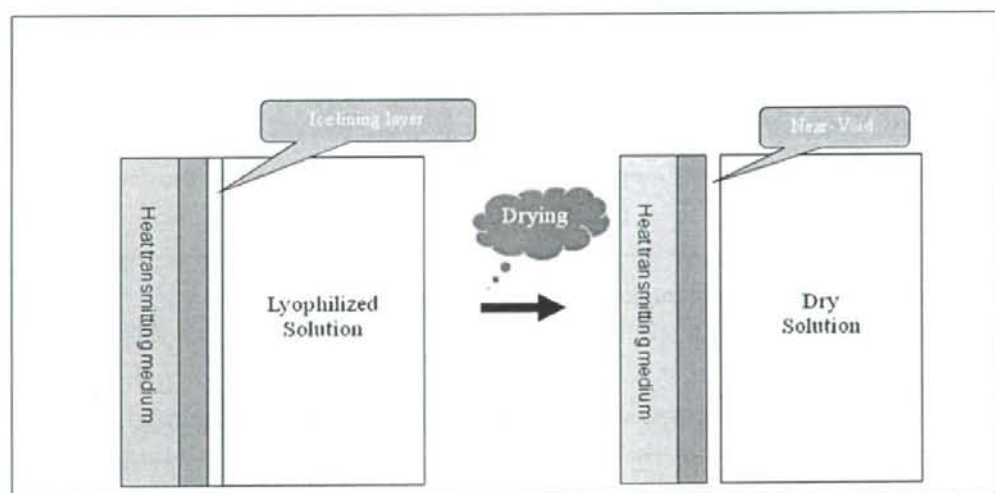 Ice lining layer
Near-Void
Drying
Heat transmitting medium
Lyophilized
Solution
Heat transmitting medium
Dry
Solution